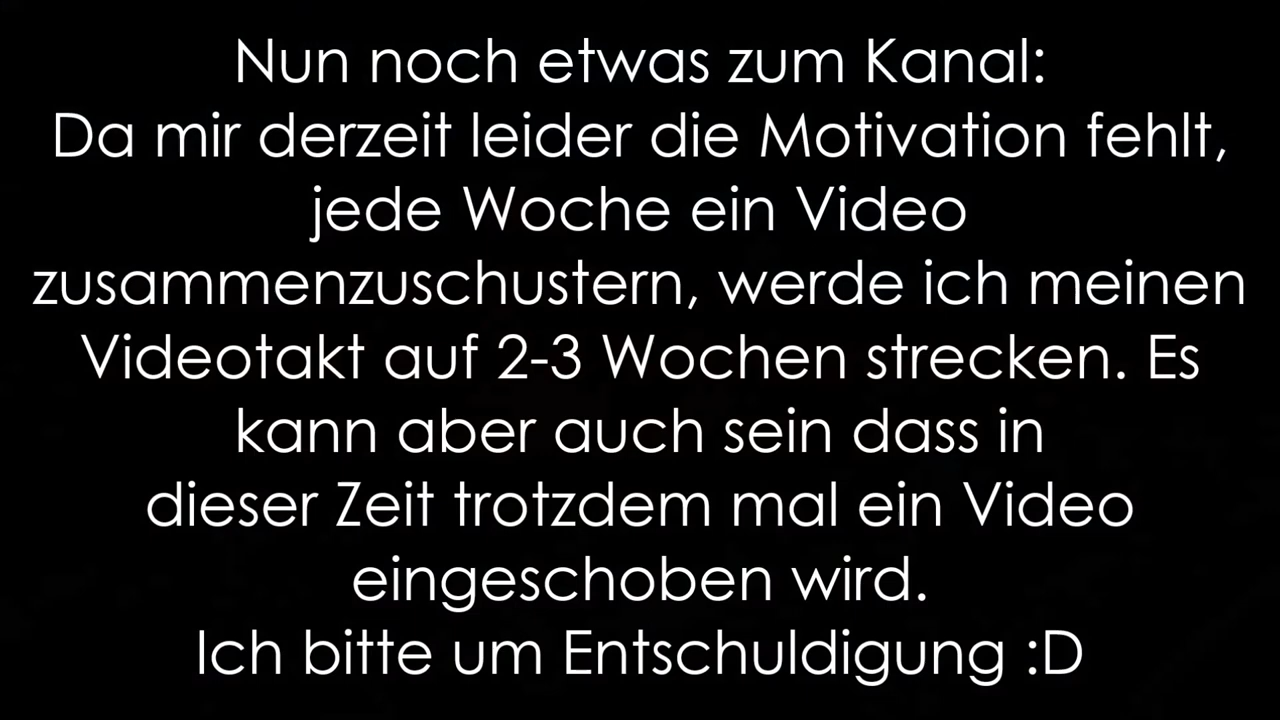 Nun noch etwas zum Kanal:
Da mir derzeit leider die Motivation fehlt,
jede Woche ein Video
zusammenzuschustern, werde ich meinen
Videotakt auf 2-3 Wochen strecken. Es
kann aber auch sein dass in
dieser Zeit trotzdem mal ein Video
eingeschoben wird.
Ich bitte um Entschuldigung :D